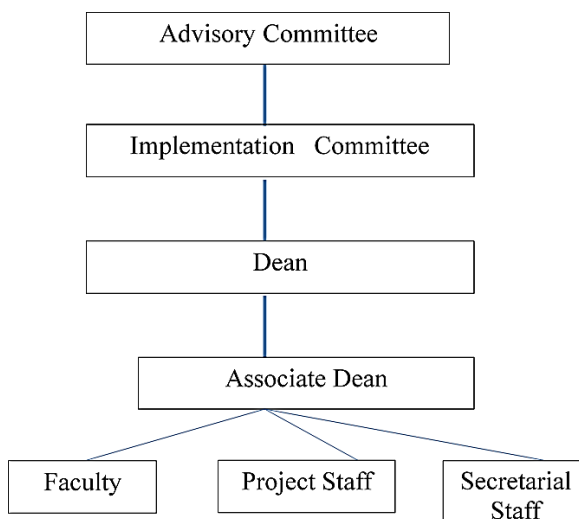 Advisory Committee
Implementation Committee
Dean
Associate Dean
Faculty
Project Staff
Secretarial
Staff